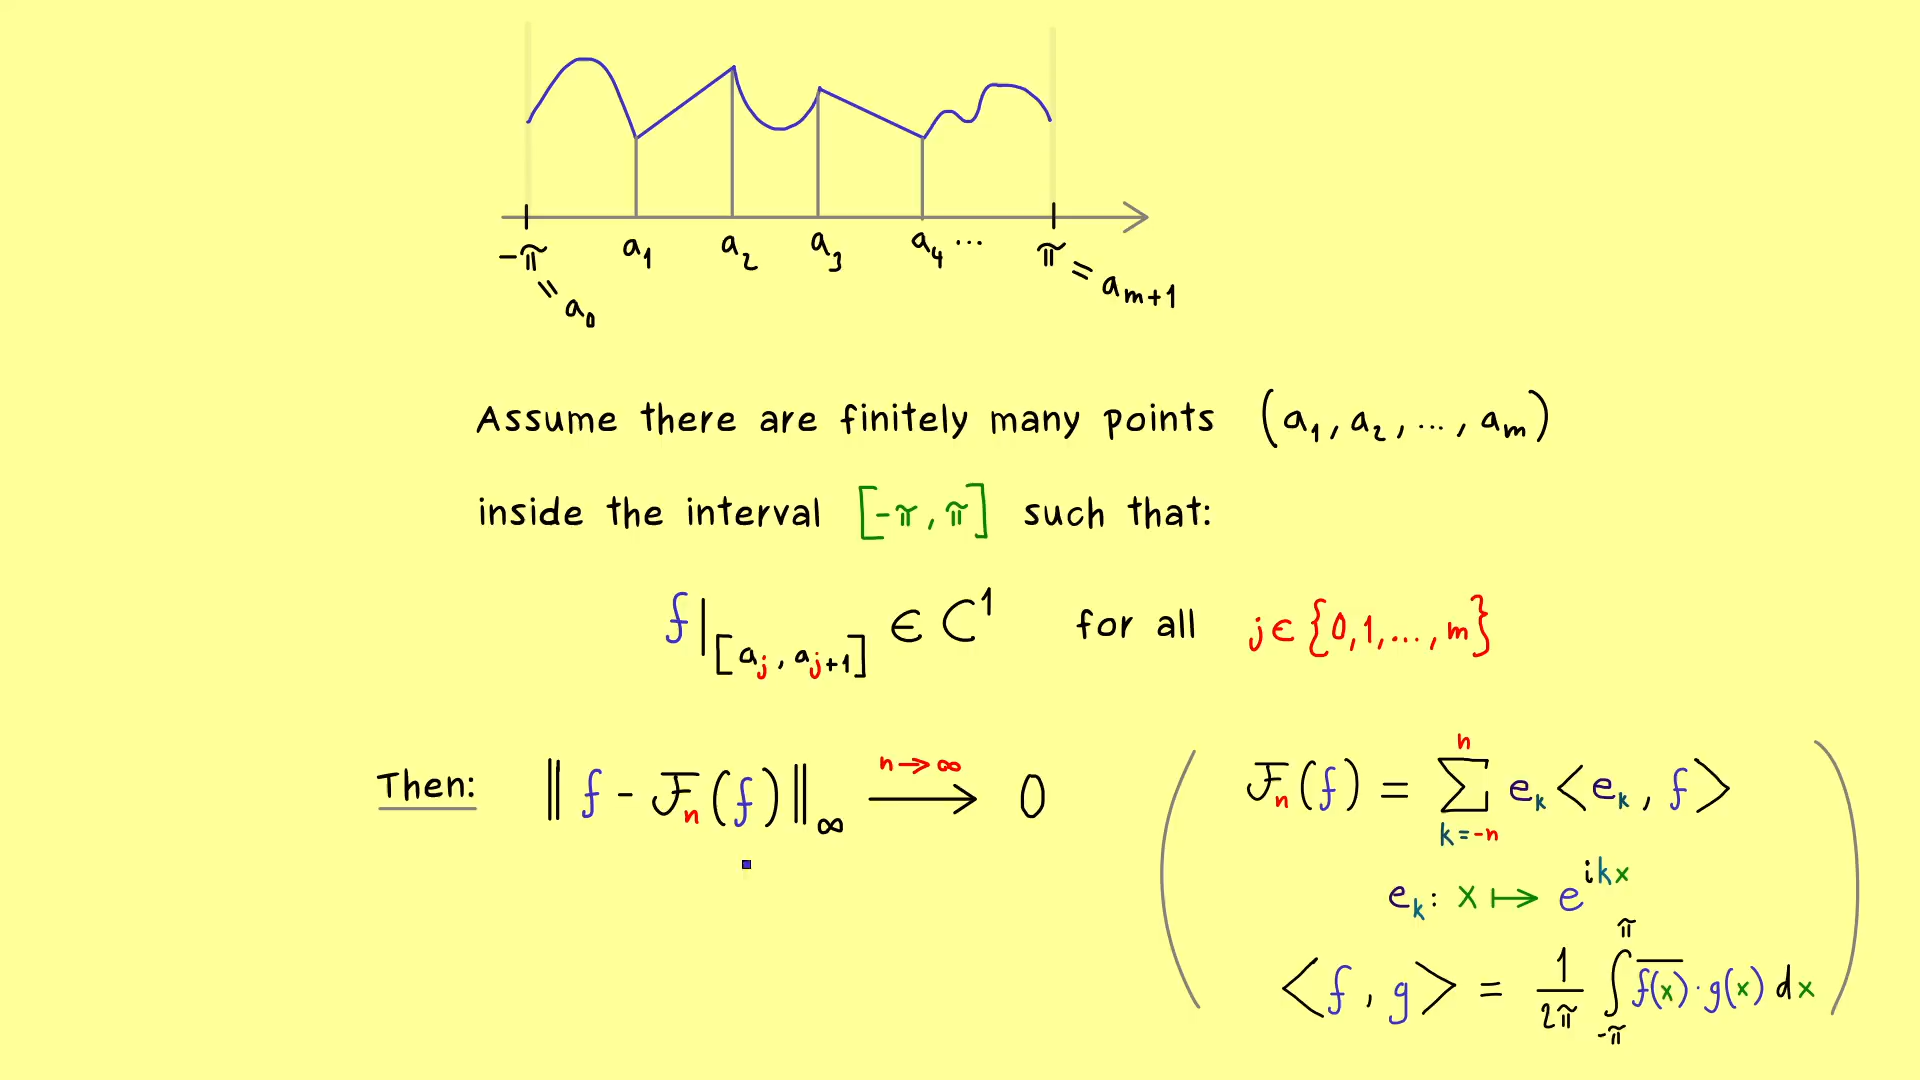 -π a₁ a₂ a₃ a₄ ... π
= a₀ = aₘ₊₁
Assume there are finitely many points (a₁, a₂, ..., aₘ)
inside the interval [-π, π] such that:
f|[aⱼ, aⱼ₊₁] ∈ C¹ for all j ∈ {0, 1, ..., m}
Then: ‖f - ℱₙ(f)‖∞ n→∞ ⟶ 0
(ℱₙ(f) = ∑ₖ₌₋ₙⁿ eₖ <eₖ, f>
eₖ: x ↦ e^{ikx}
<f, g> = 1/2π ∫_{-π}^{π} \overline{f(x)} · g(x) dx)